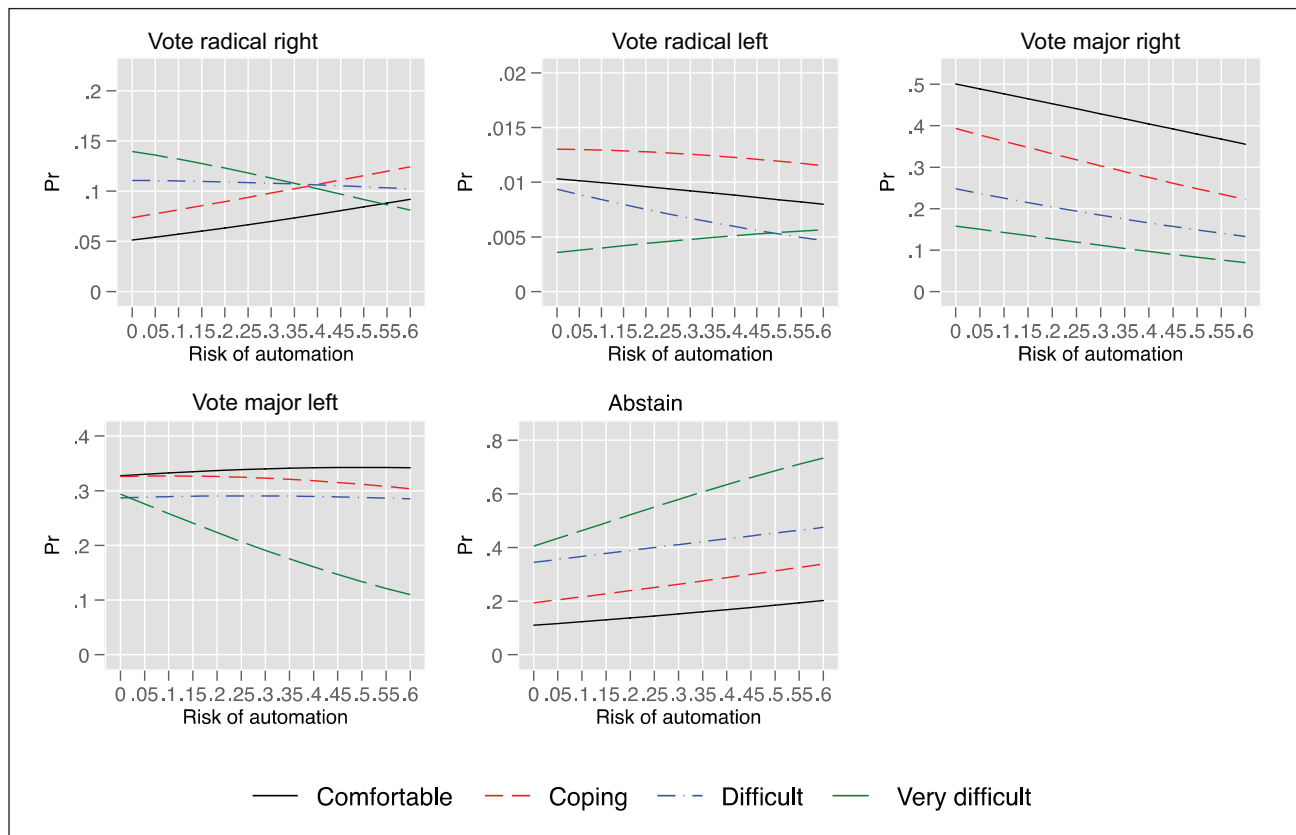 Vote radical right
Vote radical left
Vote major right
.2
.15
.1
.05
0
Pr
0 .05 .1 .15 .2 .25 .3 .35 .4 .45 .5 .55 .6
Risk of automation
.02
.015
.01
.005
0
Pr
0 .05 .1 .15 .2 .25 .3 .35 .4 .45 .5 .55 .6
Risk of automation
.5
.4
.3
.2
.1
0
Pr
0 .05 .1 .15 .2 .25 .3 .35 .4 .45 .5 .55 .6
Risk of automation
Vote major left
Abstain
.4
.3
.2
.1
0
Pr
0 .05 .1 .15 .2 .25 .3 .35 .4 .45 .5 .55 .6
Risk of automation
.8
.6
.4
.2
0
Pr
0 .05 .1 .15 .2 .25 .3 .35 .4 .45 .5 .55 .6
Risk of automation
Comfortable Coping Difficult Very difficult